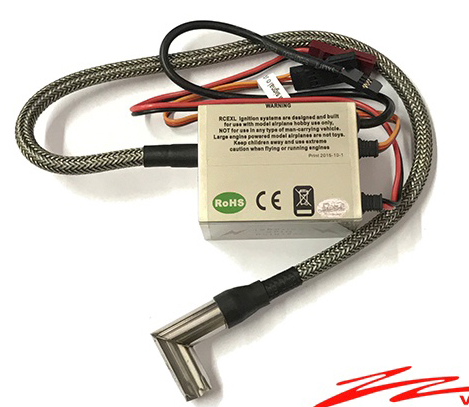 WARNING
RCEXL Ignition systems are designed and built
for use with model airplane hobby use only,
NOT for use in any type of man-carrying vehicle.
Large engine powered model airplanes are not toys.
Keep children away and use extreme
caution when flying or running engines
Print 2016-10-1
RoHS CE